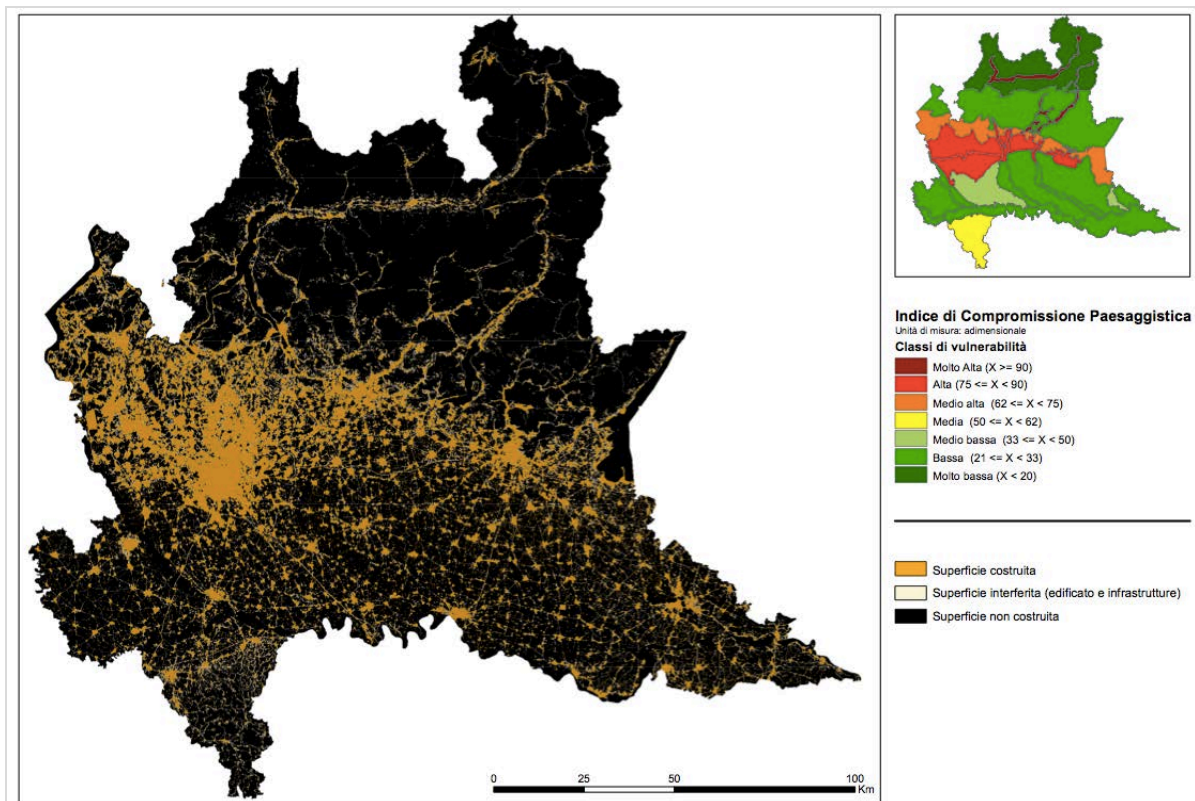 Indice di Compromissione Paesaggistica
Unità di misura: adimensionale
Classi di vulnerabilità
Molto Alta (X >= 90)
Alta (75 <= X < 90)
Medio alta (62 <= X < 75)
Media (50 <= X < 62)
Medio bassa (33 <= X < 50)
Bassa (21 <= X < 33)
Molto bassa (X < 20)
Superficie costruita
Superficie interferita (edificato e infrastrutture)
Superficie non costruita
0 25 50 100
Km